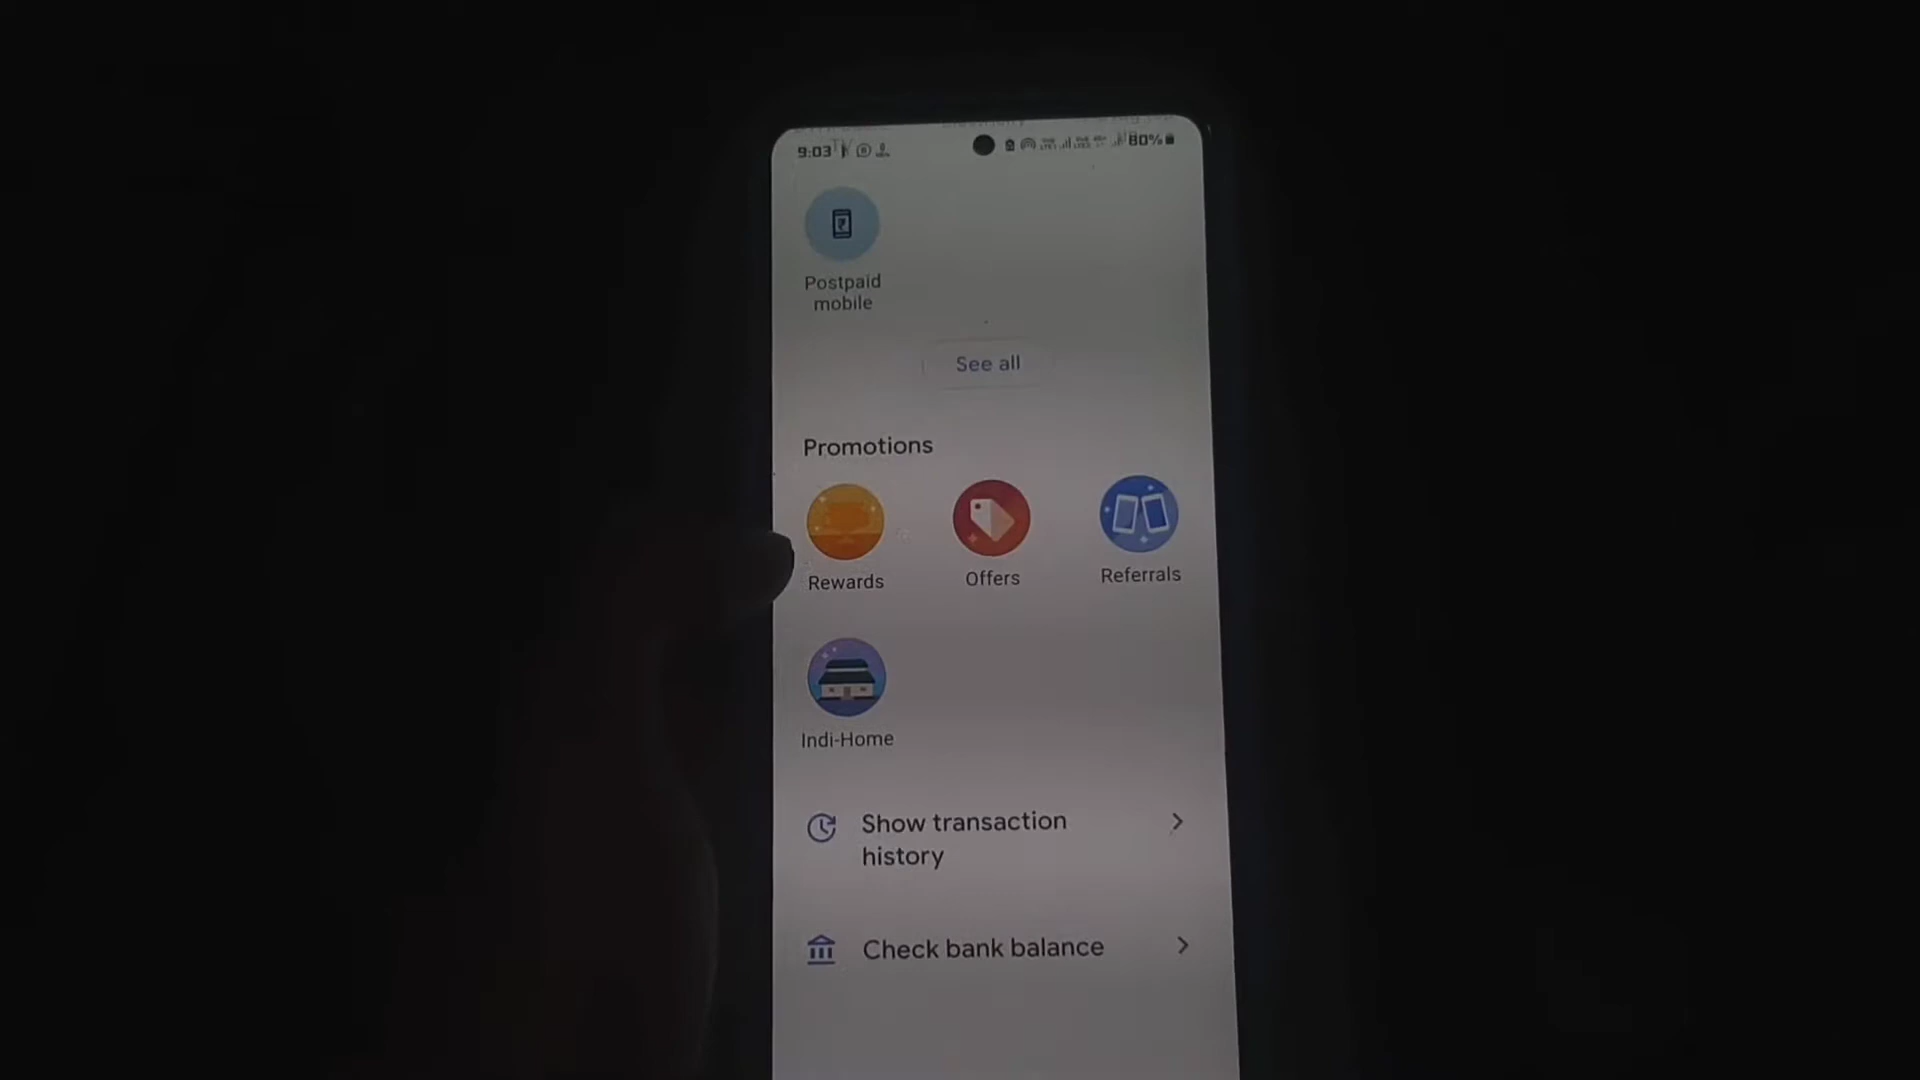 9:03
80%
Postpaid
mobile
See all
Promotions
Rewards
Offers
Referrals
Indi-Home
Show transaction
history
Check bank balance